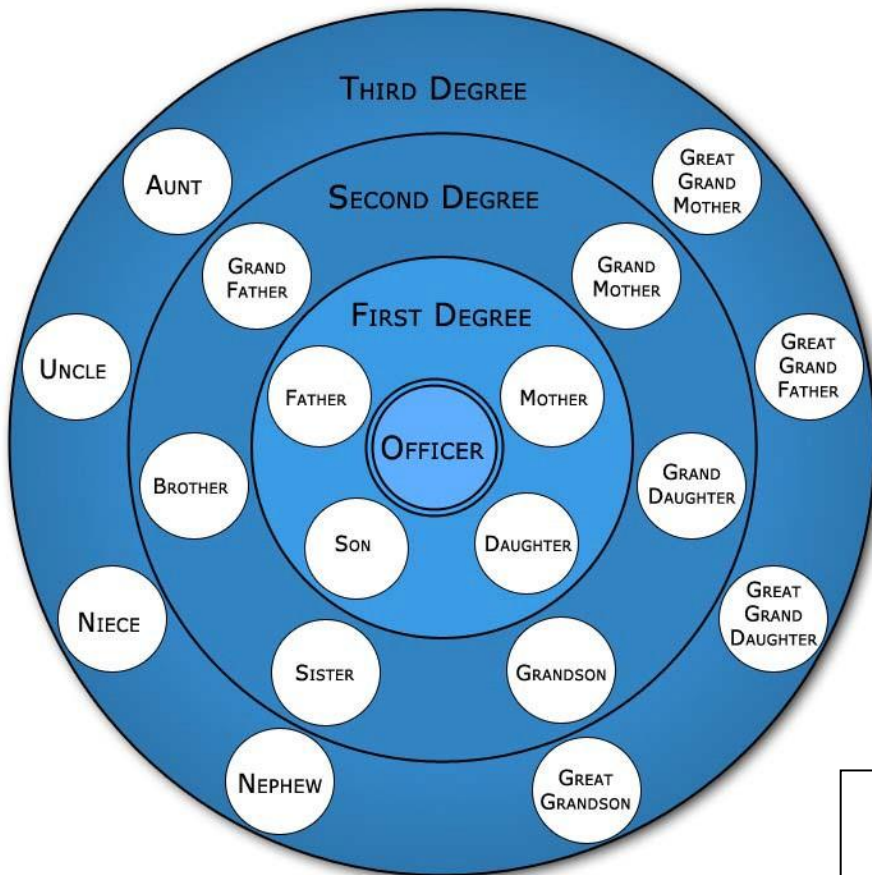 Third Degree
Aunt
Great
Grand
Mother
Second Degree
Grand
Father
Grand
Mother
First Degree
Uncle
Great
Grand
Father
Father
Mother
Officer
Brother
Grand
Daughter
Son
Daughter
Niece
Great
Grand
Daughter
Sister
Grandson
Nephew
Great
Grandson